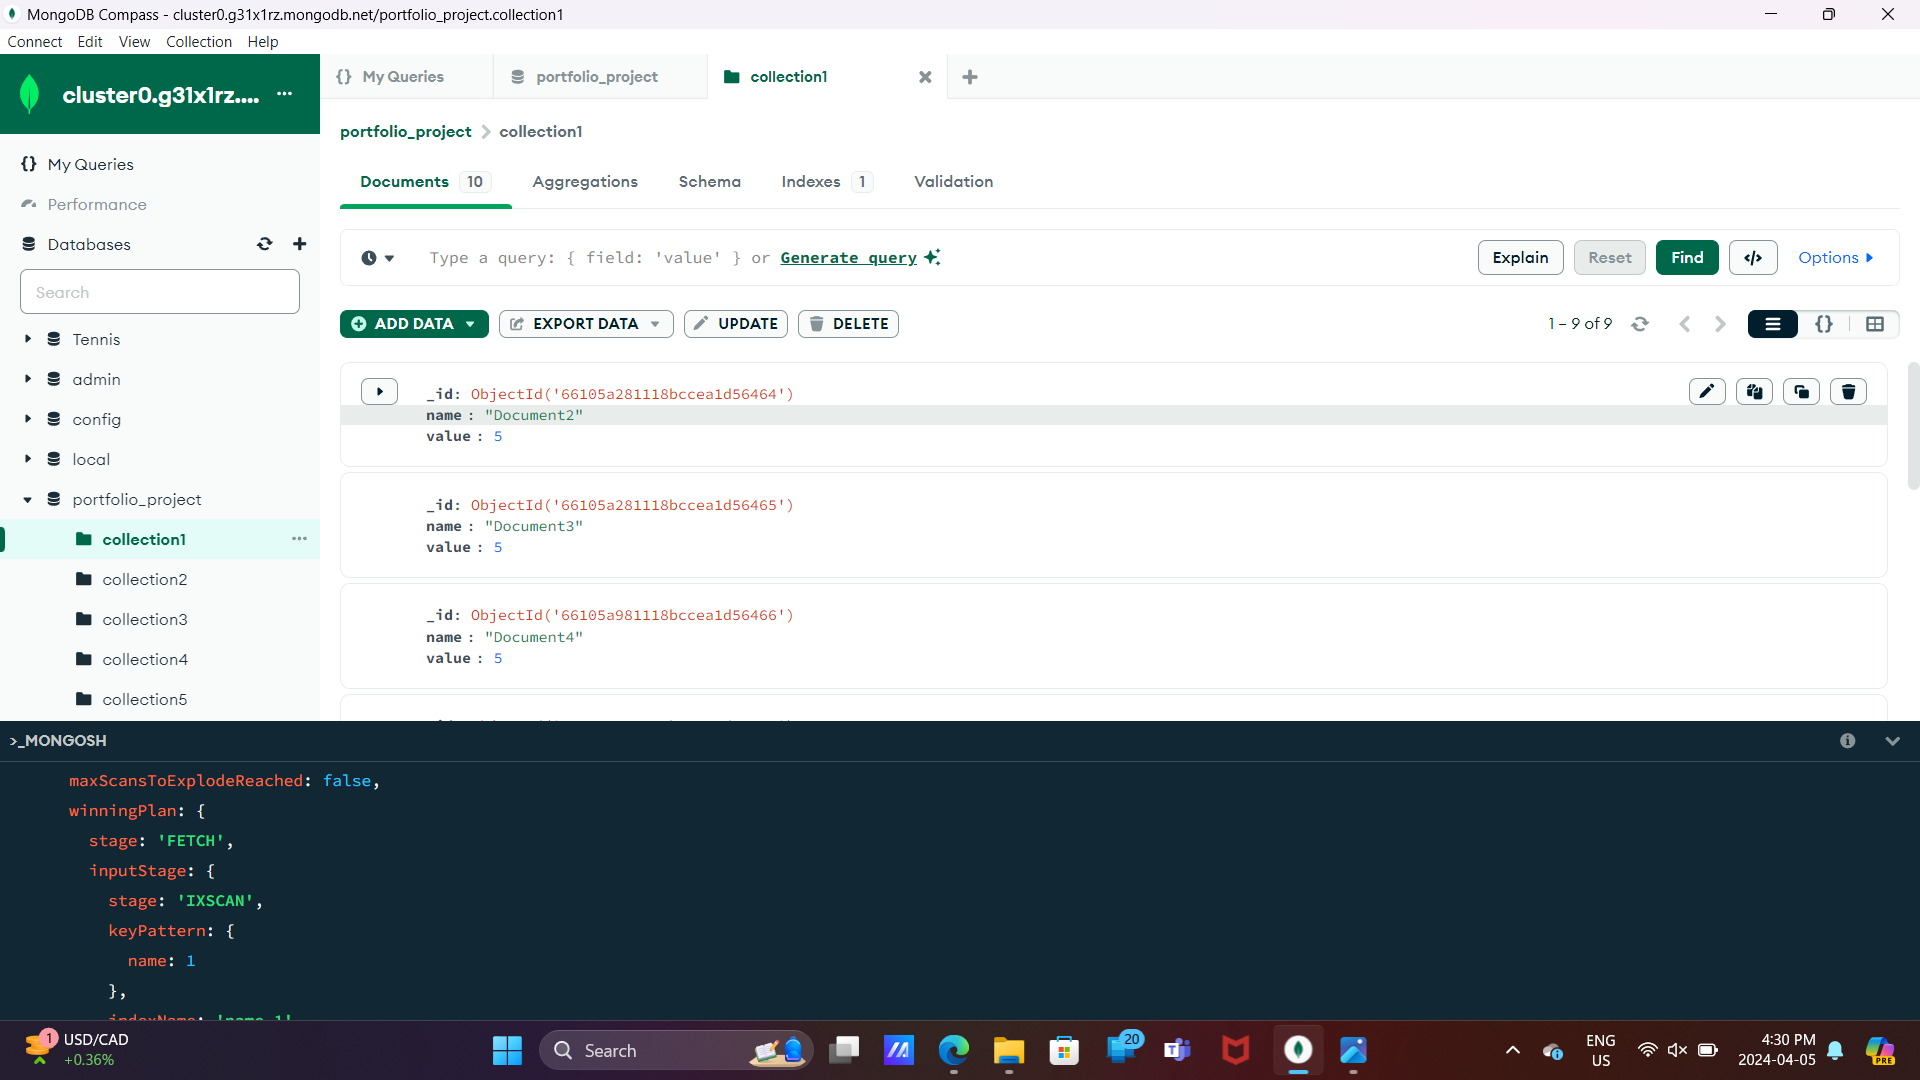 MongoDB Compass - cluster0.g31x1rz.mongodb.net/portfolio_project.collection1
Connect Edit View Collection Help
cluster0.g31x1rz.... ...
{} My Queries
portfolio_project
collection1
portfolio_project > collection1
My Queries
Performance
Databases
Search
Tennis
admin
config
local
portfolio_project
collection1 ...
collection2
collection3
collection4
collection5
Documents 10 Aggregations Schema Indexes 1 Validation
Type a query: { field: 'value' } or Generate query
Explain Reset Find </> Options
ADD DATA EXPORT DATA UPDATE DELETE
1 – 9 of 9
{}
_id: ObjectId('66105a281118bccea1d56464')
name : "Document2"
value : 5
_id: ObjectId('66105a281118bccea1d56465')
name : "Document3"
value : 5
_id: ObjectId('66105a981118bccea1d56466')
name : "Document4"
value : 5
>_MONGOSH
maxScansToExplodeReached: false,
winningPlan: {
stage: 'FETCH',
inputStage: {
stage: 'IXSCAN',
keyPattern: {
name: 1
},
indexName: 'name_1'
1
USD/CAD
+0.36%
Search
20
ENG
US
4:30 PM
2024-04-05
PRE